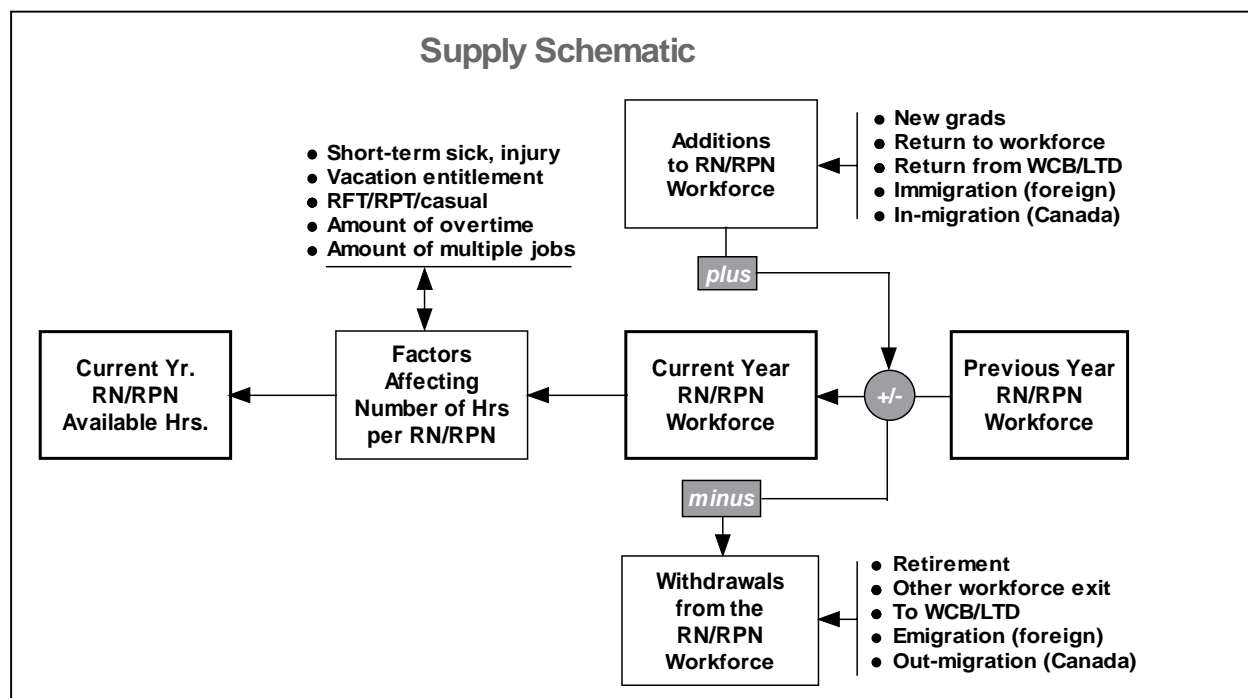 Supply Schematic
Additions
to RN/RPN
Workforce
● New grads
● Return to workforce
● Return from WCB/LTD
● Immigration (foreign)
● In-migration (Canada)
● Short-term sick, injury
● Vacation entitlement
● RFT/RPT/casual
● Amount of overtime
● Amount of multiple jobs
plus
Current Yr.
RN/RPN
Available Hrs.
Factors
Affecting
Number of Hrs
per RN/RPN
Current Year
RN/RPN
Workforce
+/-
Previous Year
RN/RPN
Workforce
minus
Withdrawals
from the
RN/RPN
Workforce
● Retirement
● Other workforce exit
● To WCB/LTD
● Emigration (foreign)
● Out-migration (Canada)